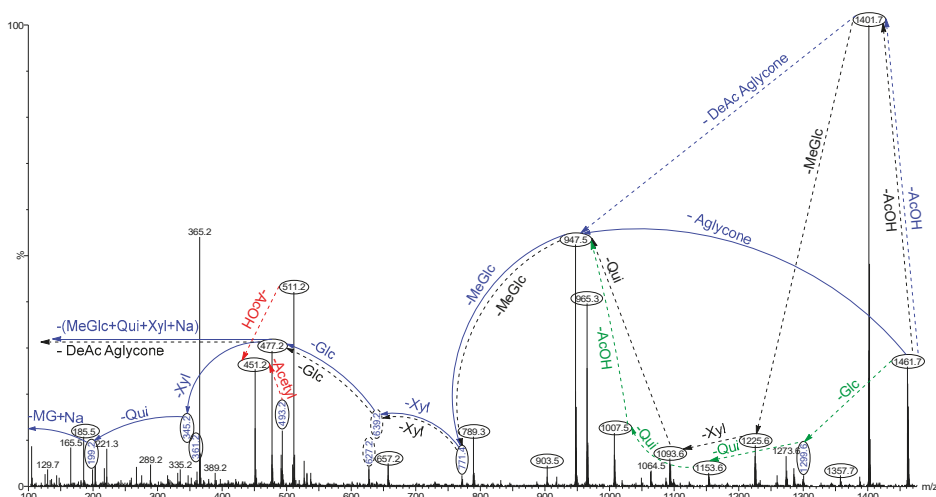 100
1401.7
- DeAc Aglycone
-MeGlc
-AcOH
-AcOH
- Aglycone
947.5
365.2
%
-MeGlc
-MeGlc
-Qui
511.2
965.3
-AcOH
-AcOH
-(MeGlc+Qui+Xyl+Na)
- DeAc Aglycone
477.2
-Glc
-Glc
451.2
-Acetyl
1461.7
-Glc
-Xyl
-MG+Na
-Qui
345.2
493.2
639.2
-Xyl
-Xyl
185.5
165.5
199.2
221.3
361.2
627.2
771.4
789.3
1007.5
-Qui
-Xyl
-Qui
1225.6
1093.6
1273.6
1299.6
129.7
289.2
335.2
389.2
657.2
903.5
1064.5
1153.6
1357.7
100
200
300
400
500
600
700
800
900
1000
1100
1200
1300
1400
m/z